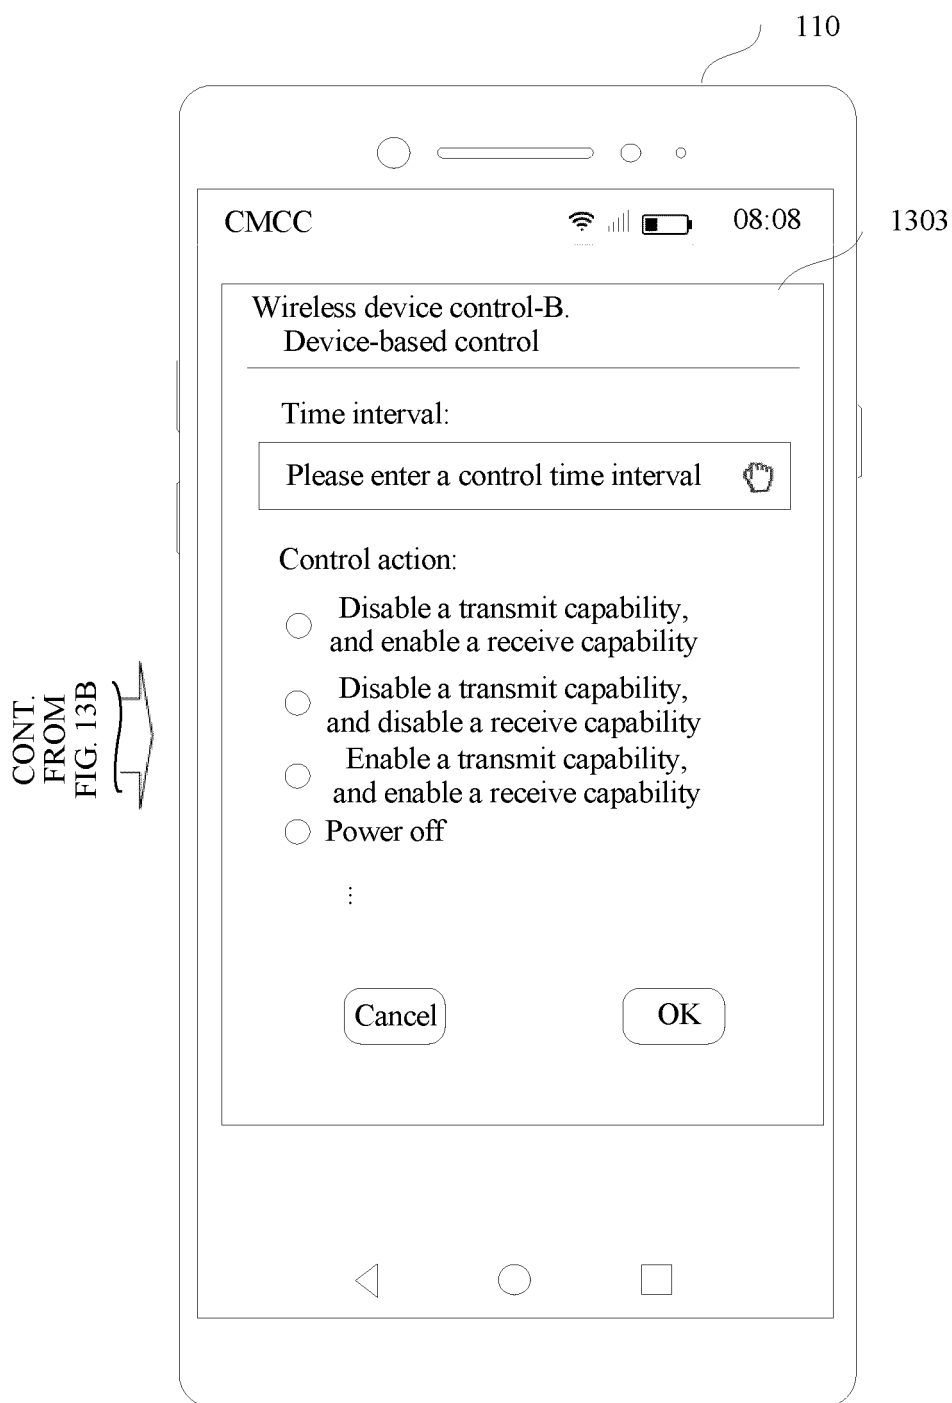 110
CMCC 08:08
1303
Wireless device control-B.
Device-based control
Time interval:
Please enter a control time interval
Control action:
Disable a transmit capability,
and enable a receive capability
Disable a transmit capability,
and disable a receive capability
Enable a transmit capability,
and enable a receive capability
Power off
⋮
Cancel OK
CONT.
FROM
FIG. 13B